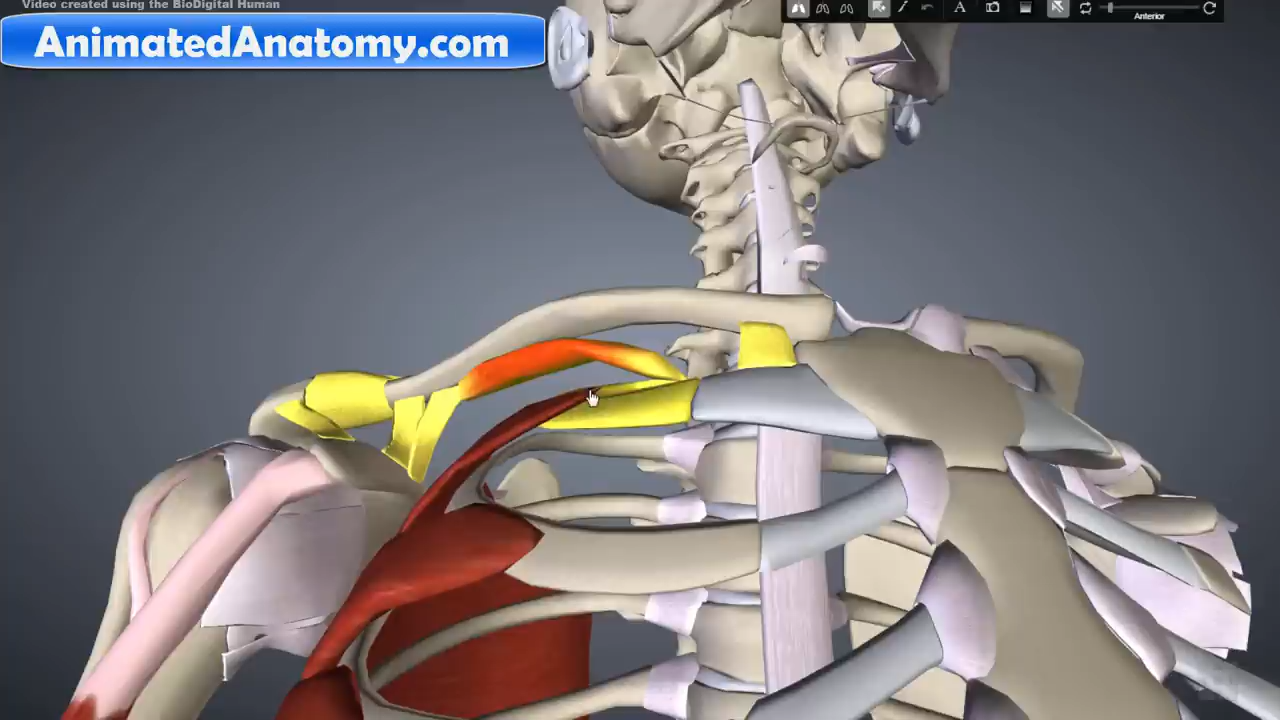 Video created using the BioDigital Human
AnimatedAnatomy.com
A
Anterior